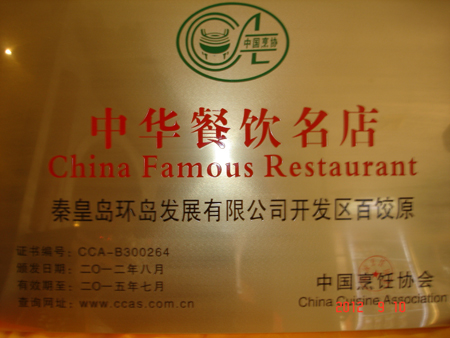 中国烹协
中华餐饮名店
China Famous Restaurant
秦皇岛环岛发展有限公司开发区百饺原
证书编号：CCA-B300264
颁发日期：二〇一二年八月
有效期至：二〇一五年七月
查询网址：www.ccas.com.cn
中国烹饪协会
China Cuisine Association